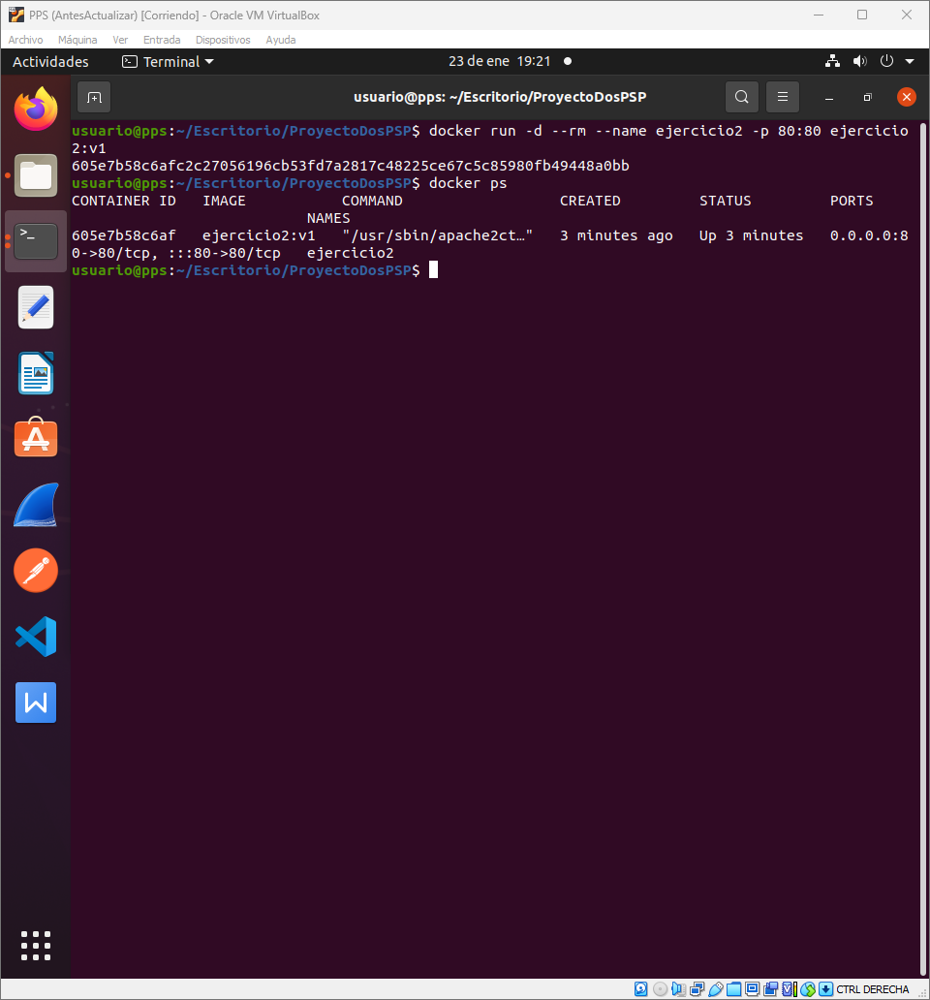 PPS (AntesActualizar) [Corriendo] - Oracle VM VirtualBox
Archivo Máquina Ver Entrada Dispositivos Ayuda
Actividades Terminal 23 de ene 19:21
usuario@pps: ~/Escritorio/ProyectoDosPSP
usuario@pps:~/Escritorio/ProyectoDosPSP$ docker run -d --rm --name ejercicio2 -p 80:80 ejercicio
2:v1
605e7b58c6afc2c27056196cb53fd7a2817c48225ce67c5c85980fb49448a0bb
usuario@pps:~/Escritorio/ProyectoDosPSP$ docker ps
CONTAINER ID   IMAGE           COMMAND                  CREATED         STATUS         PORTS
NAMES
605e7b58c6af   ejercicio2:v1   "/usr/sbin/apache2ct…"   3 minutes ago   Up 3 minutes   0.0.0.0:8
0->80/tcp, :::80->80/tcp   ejercicio2
usuario@pps:~/Escritorio/ProyectoDosPSP$
CTRL DERECHA